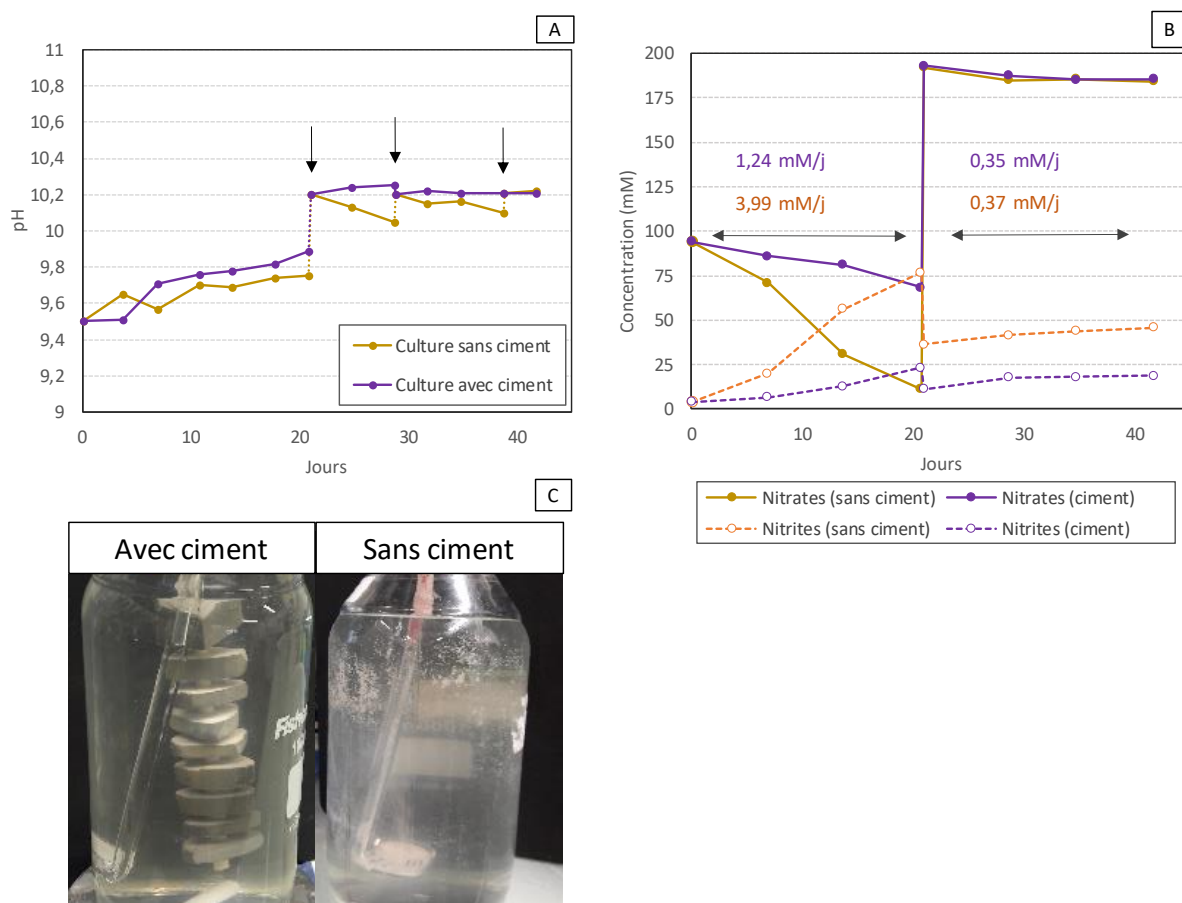 A
11
10,8
10,6
10,4
10,2
10
9,8
9,6
9,4
9,2
9
pH
0
10
20
30
40
Jours
Culture sans ciment
Culture avec ciment
B
200
175
150
125
100
75
50
25
0
Concentration (mM)
1,24 mM/j
0,35 mM/j
3,99 mM/j
0,37 mM/j
0
10
20
30
40
Jours
Nitrates (sans ciment)
Nitrates (ciment)
Nitrites (sans ciment)
Nitrites (ciment)
C
Avec ciment
Sans ciment